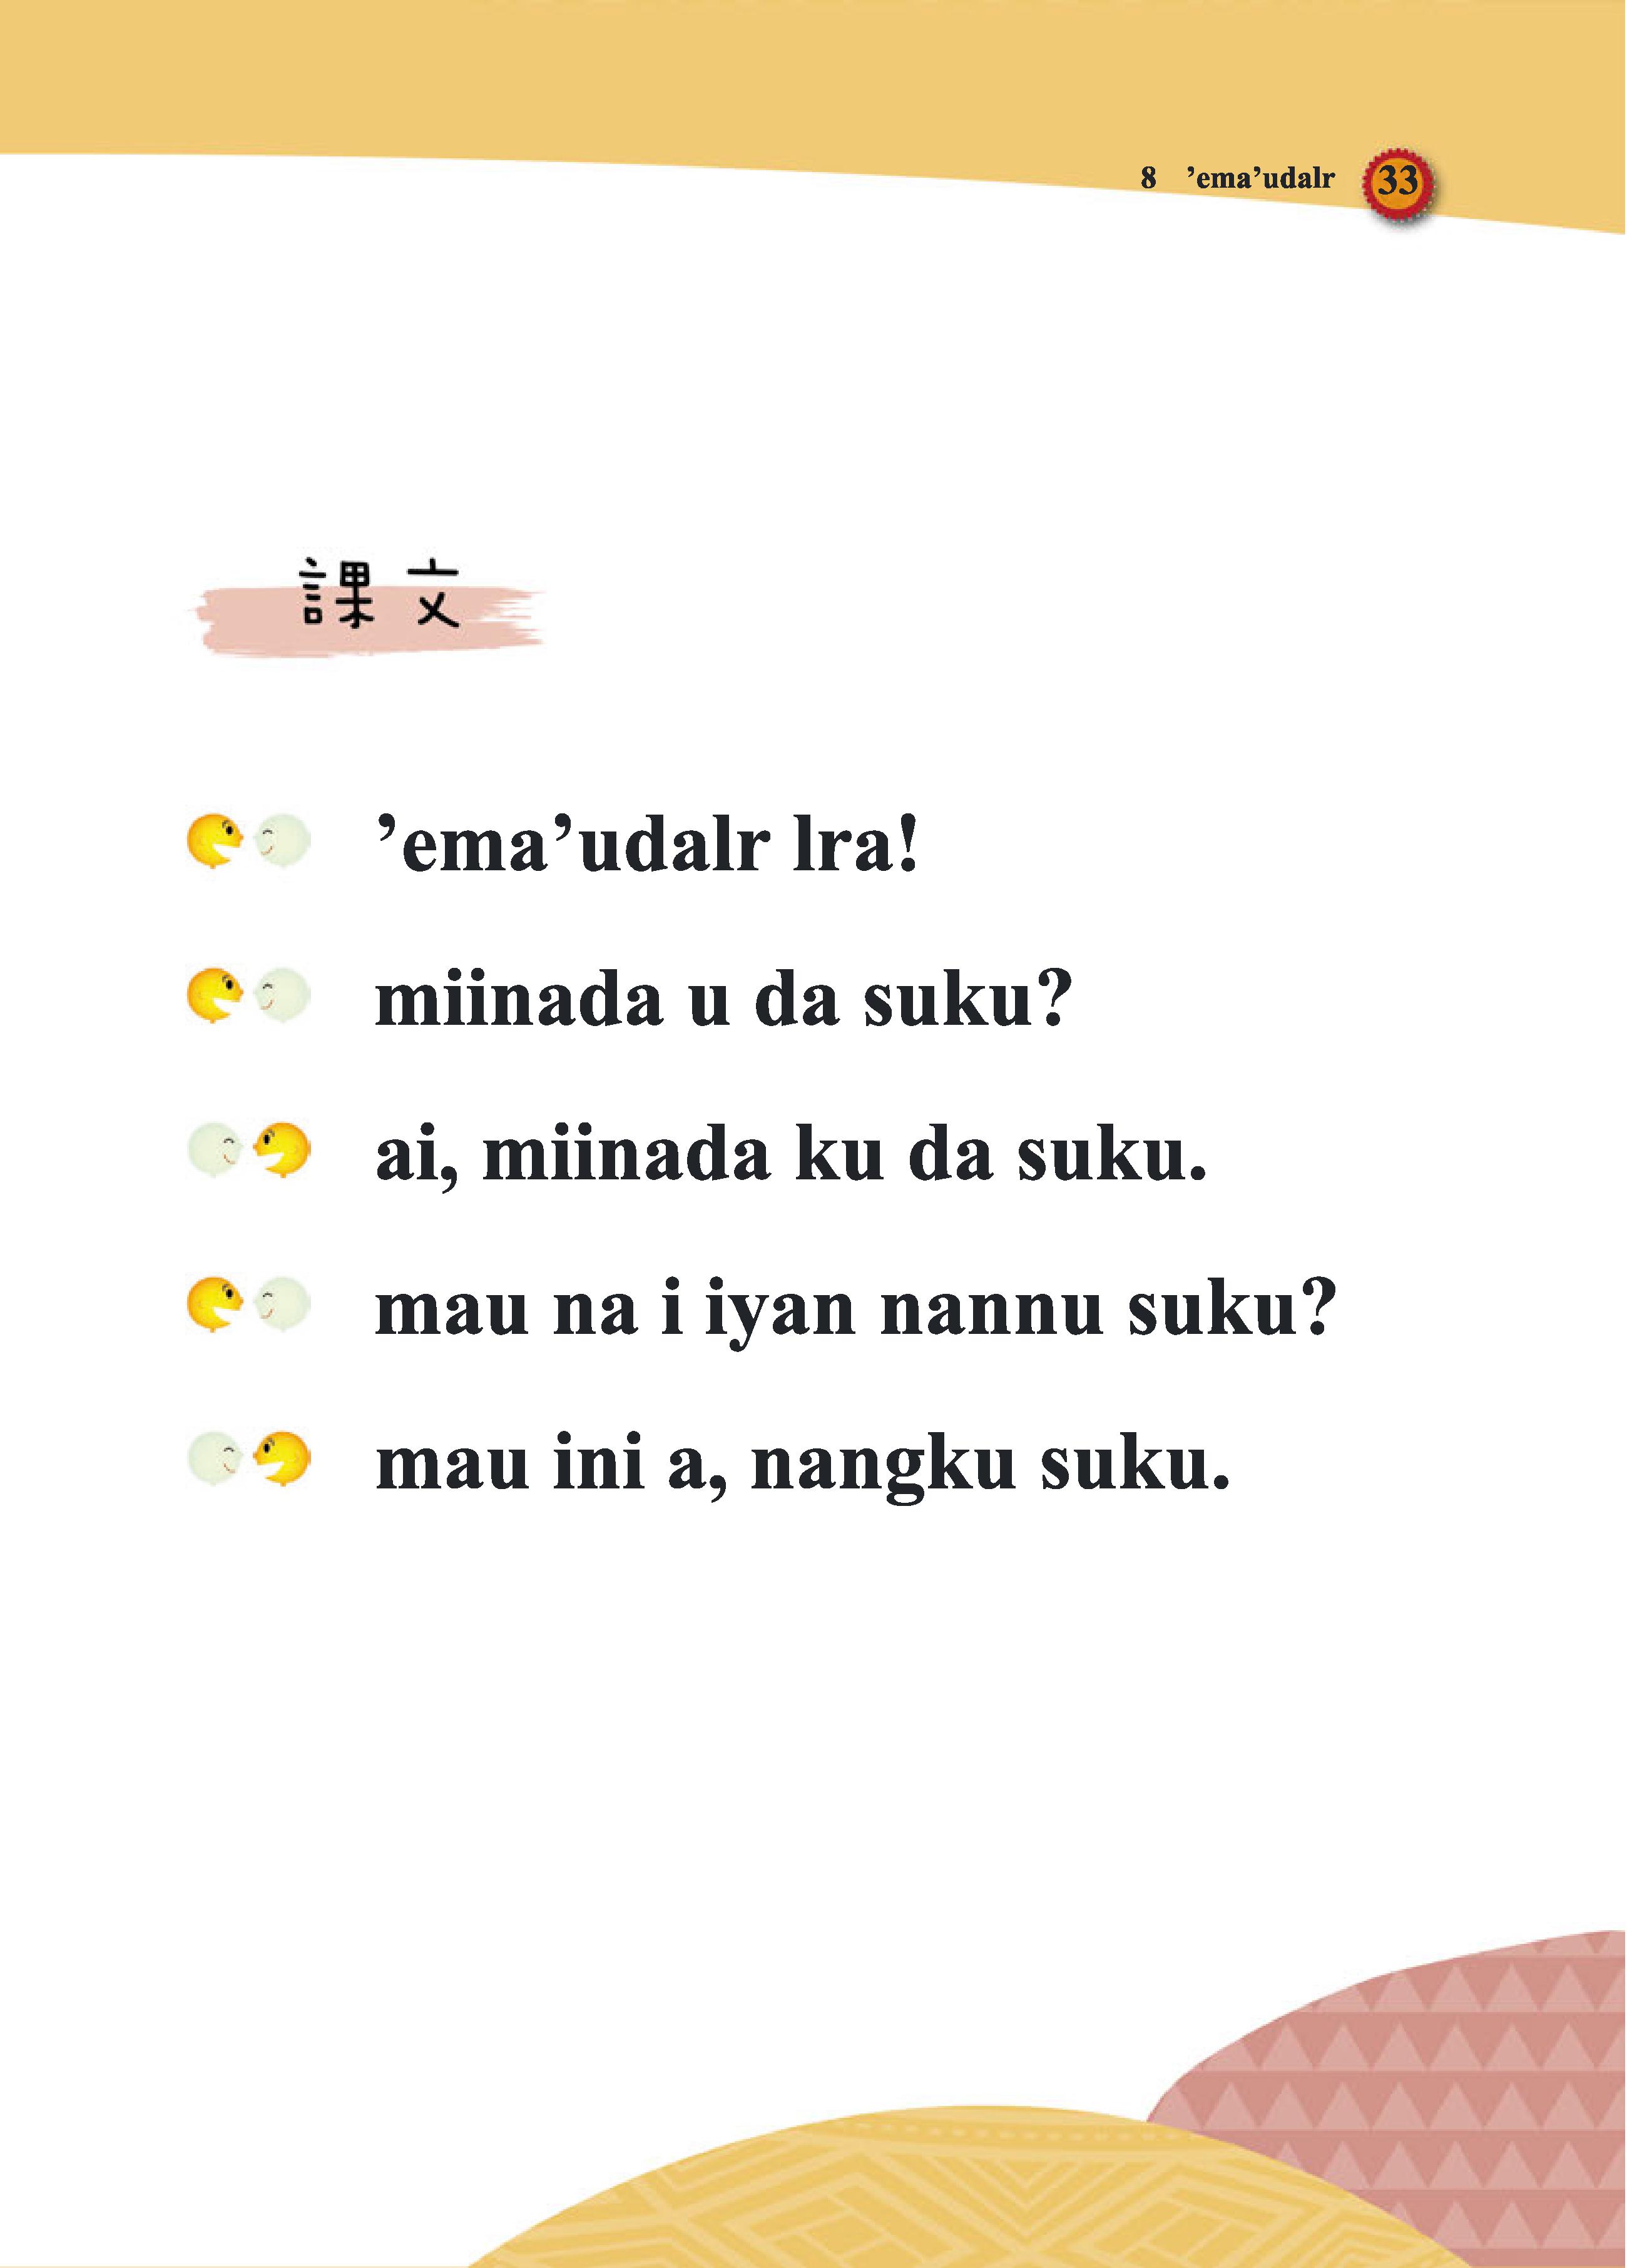 8 ’ema’udalr 33
課文
’ema’udalr lra!
miinada u da suku?
ai, miinada ku da suku.
mau na i iyan nannu suku?
mau ini a, nangku suku.